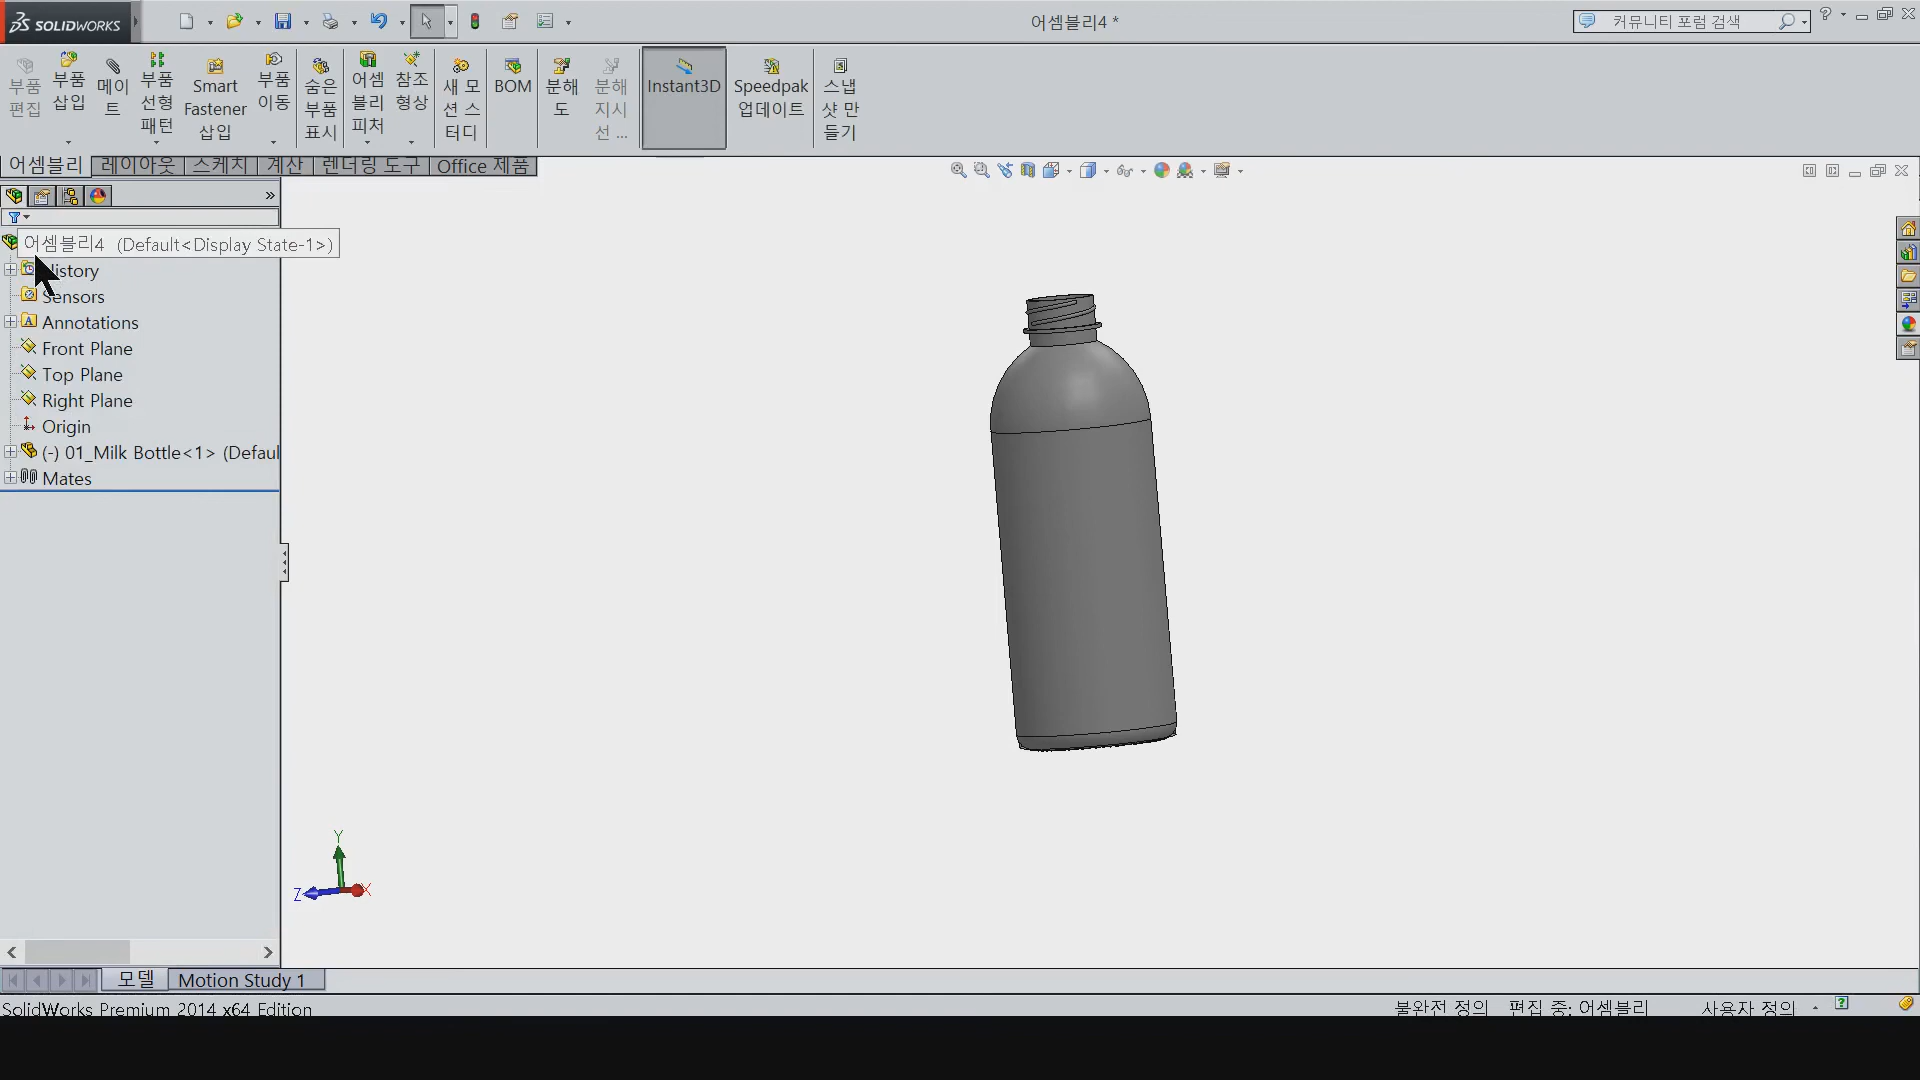 SOLIDWORKS
어셈블리4 *
커뮤니티 포럼 검색
부품 편집
부품 삽입
메이트
부품 선형 패턴
Smart Fastener 삽입
부품 이동
숨은 부품 표시
어셈블리 피처
참조 형상
새 모션 스터디
BOM
분해도
분해 지시선 ...
Instant3D
Speedpak 업데이트
스냅샷 만들기
어셈블리
레이아웃
스케치
계산
렌더링 도구
Office 제품
어셈블리4 (Default<Display State-1>)
History
Sensors
Annotations
Front Plane
Top Plane
Right Plane
Origin
(-) 01_Milk Bottle<1> (Defaul
Mates
Y
Z
X
모델
Motion Study 1
SolidWorks Premium 2014 x64 Edition
불완전 정의
편집 중: 어셈블리
사용자 정의